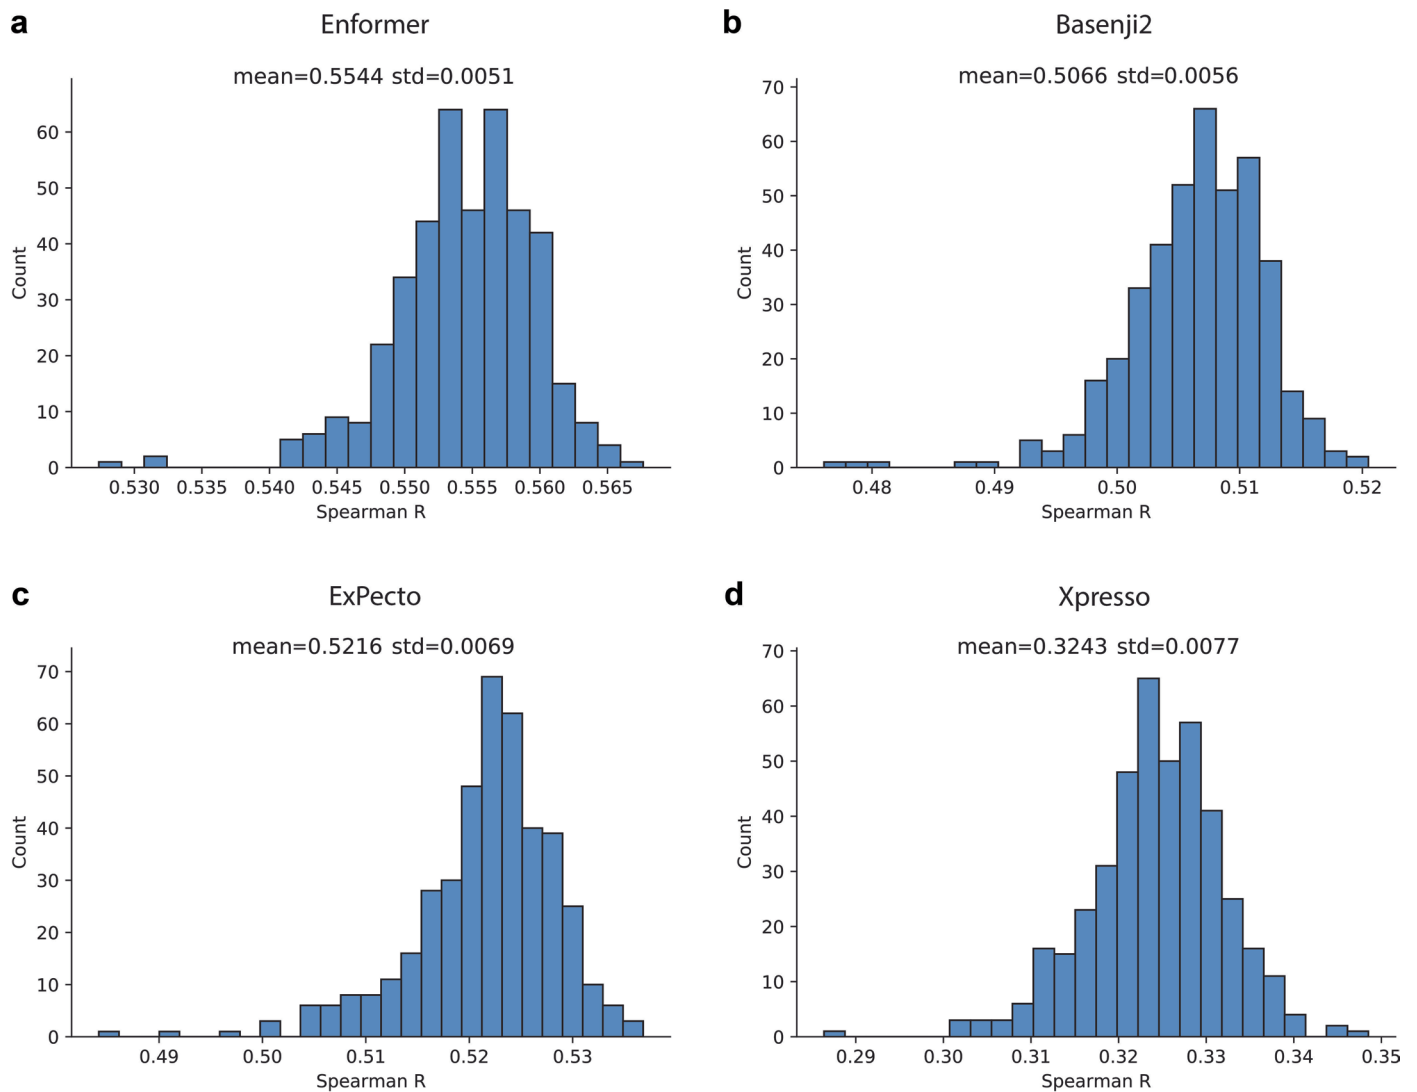 a
Enformer
mean=0.5544 std=0.0051
60
50
40
30
20
10
0
Count
0.530 0.535 0.540 0.545 0.550 0.555 0.560 0.565
Spearman R
b
Basenji2
mean=0.5066 std=0.0056
70
60
50
40
30
20
10
0
Count
0.48 0.49 0.50 0.51 0.52
Spearman R
c
ExPecto
mean=0.5216 std=0.0069
70
60
50
40
30
20
10
0
Count
0.49 0.50 0.51 0.52 0.53
Spearman R
d
Xpresso
mean=0.3243 std=0.0077
70
60
50
40
30
20
10
0
Count
0.29 0.30 0.31 0.32 0.33 0.34 0.35
Spearman R